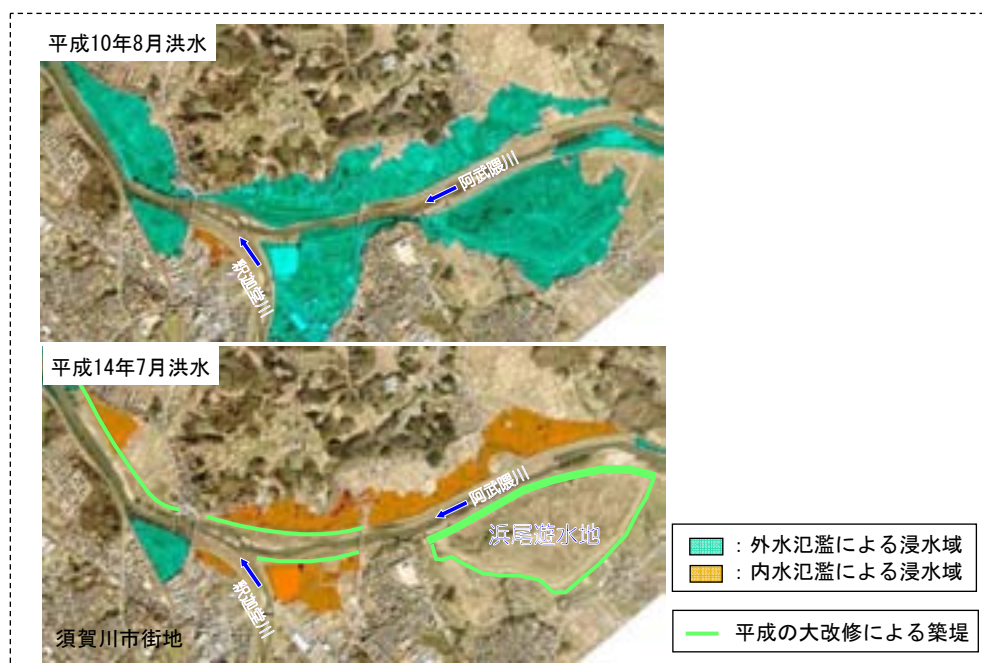 平成10年8月洪水
阿武隈川
釈迦堂川
平成14年7月洪水
阿武隈川
浜尾遊水地
釈迦堂川
須賀川市街地
：外水氾濫による浸水域
：内水氾濫による浸水域
平成の大改修による築堤